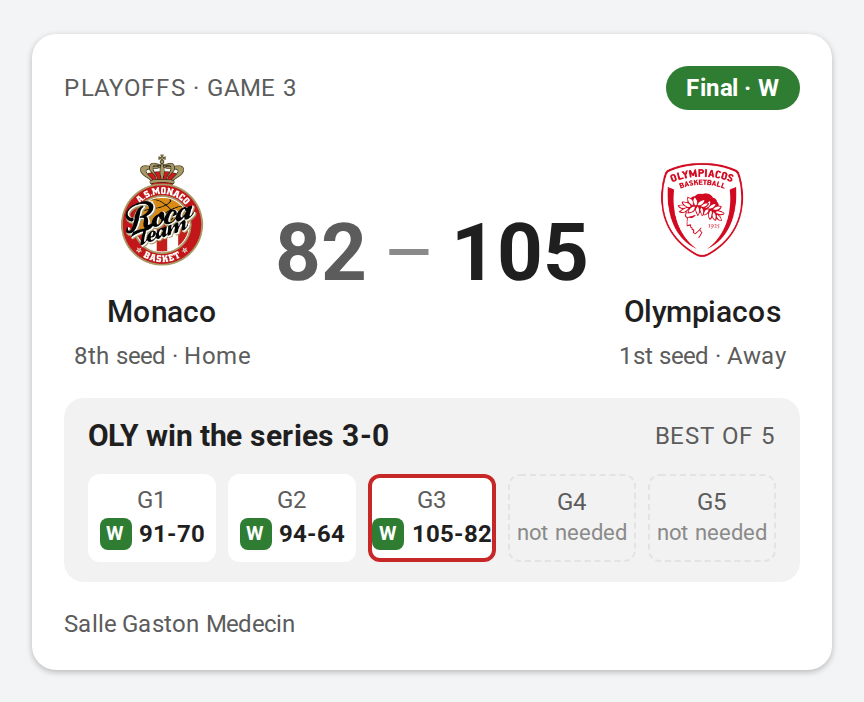 PLAYOFFS · GAME 3
Final · W
A.S.MONACO
Roca
team
BASKET
OLYMPIACOS
BASKETBALL
1925
82 – 105
Monaco
Olympiacos
8th seed · Home
1st seed · Away
OLY win the series 3-0
BEST OF 5
G1
W 91-70
G2
W 94-64
G3
W 105-82
G4
not needed
G5
not needed
Salle Gaston Medecin